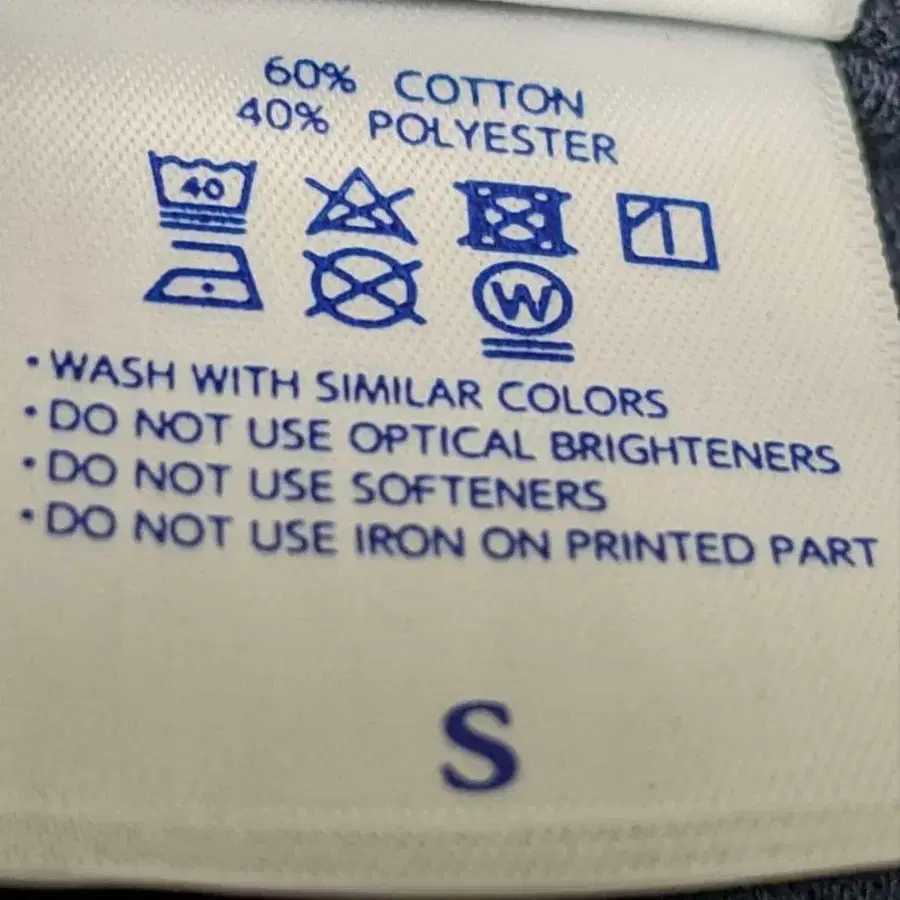 60% COTTON
40% POLYESTER
40
W
• WASH WITH SIMILAR COLORS
• DO NOT USE OPTICAL BRIGHTENERS
• DO NOT USE SOFTENERS
• DO NOT USE IRON ON PRINTED PART
S